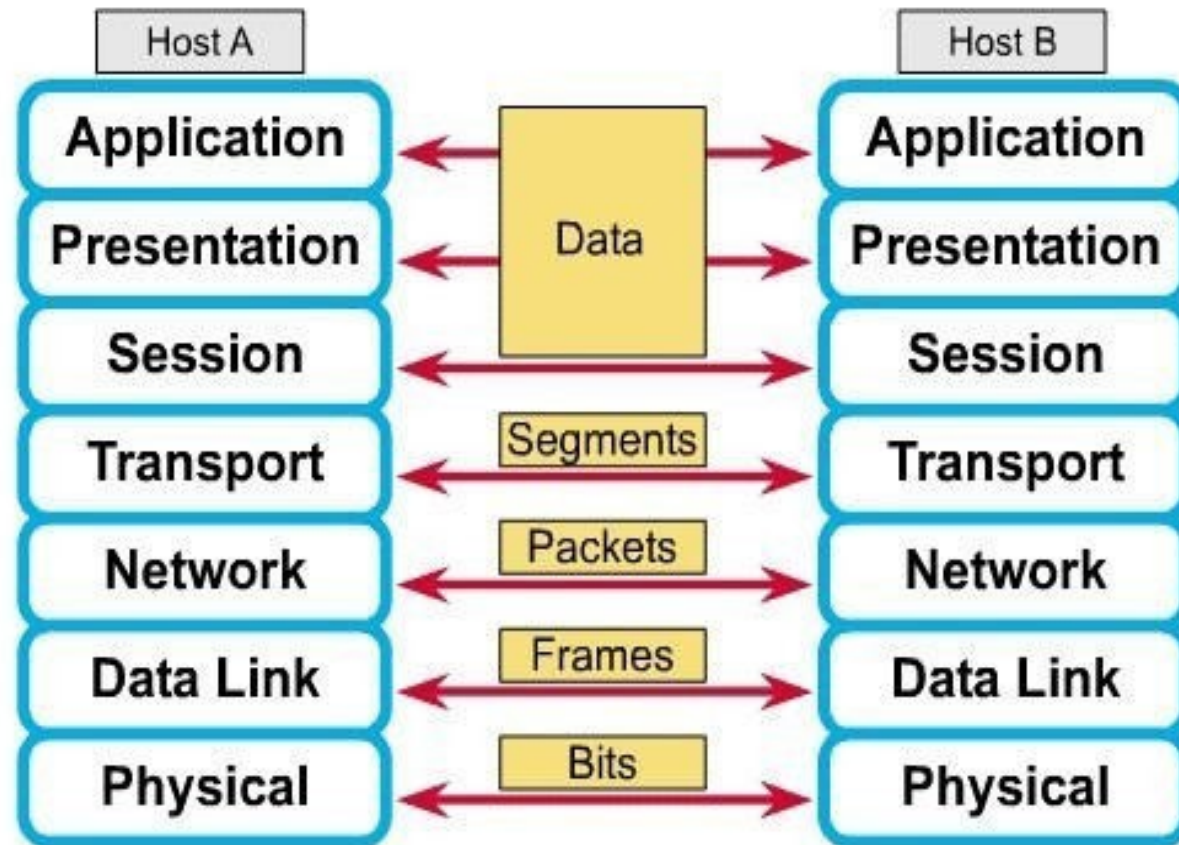 Host A
Host B
Application
Application
Presentation
Data
Presentation
Session
Session
Transport
Segments
Transport
Network
Packets
Network
Data Link
Frames
Data Link
Physical
Bits
Physical